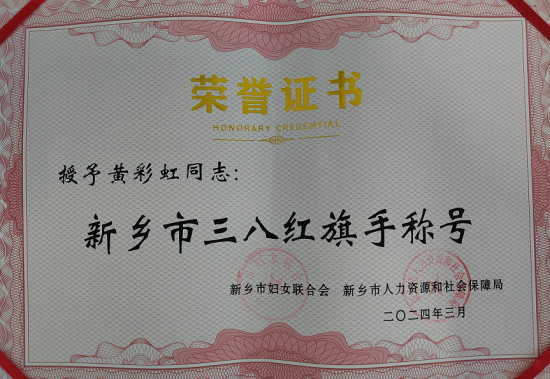 荣誉证书
HONORARY CREDENTIAL
授予黄彩虹同志：
新乡市三八红旗手称号
新乡市妇女联合会 新乡市人力资源和社会保障局
二〇二四年三月